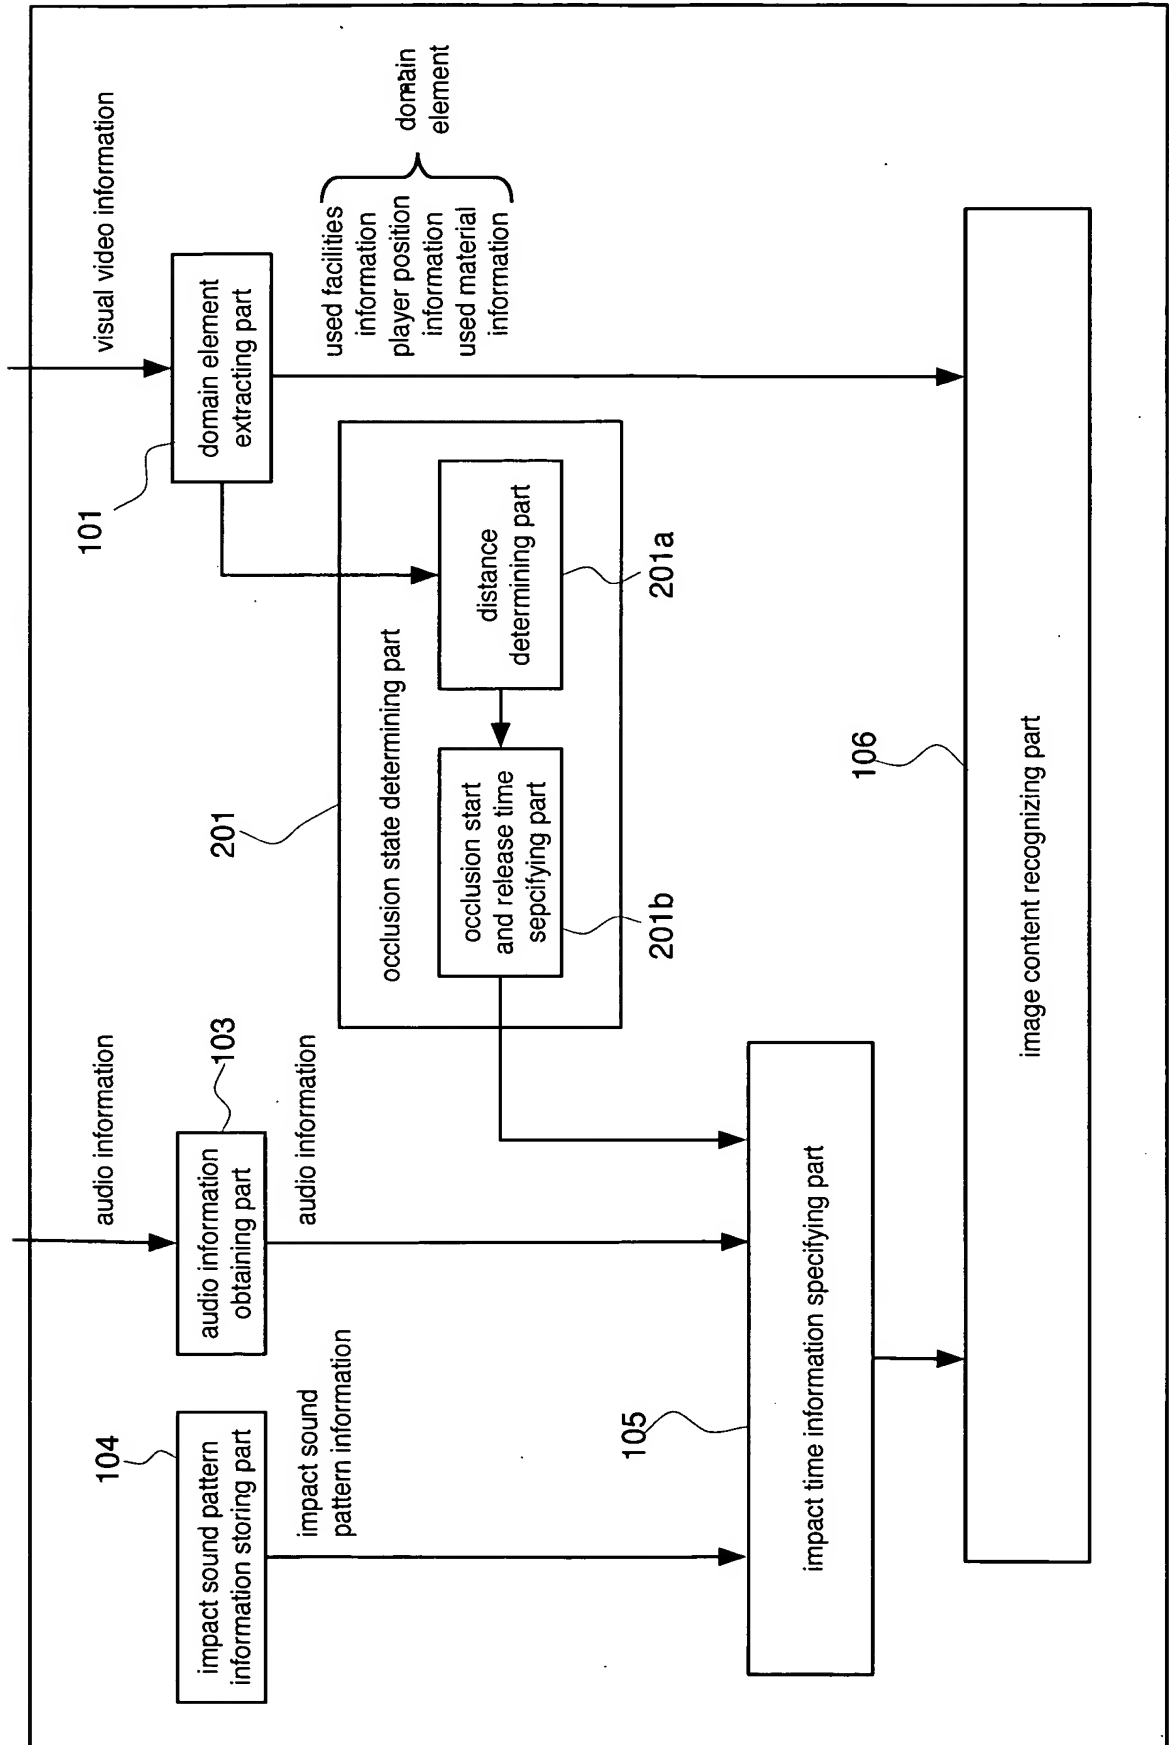 visual video information
101
domain element
extracting part
used facilities
information
player position
information
used material
information
domain
element
audio information
103
audio information
obtaining part
audio information
104
impact sound pattern
information storing part
impact sound
pattern information
201
occlusion state determining part
distance
determining part
201a
occlusion start
and release time
sepcifying part
201b
105
impact time information specifying part
106
image content recognizing part